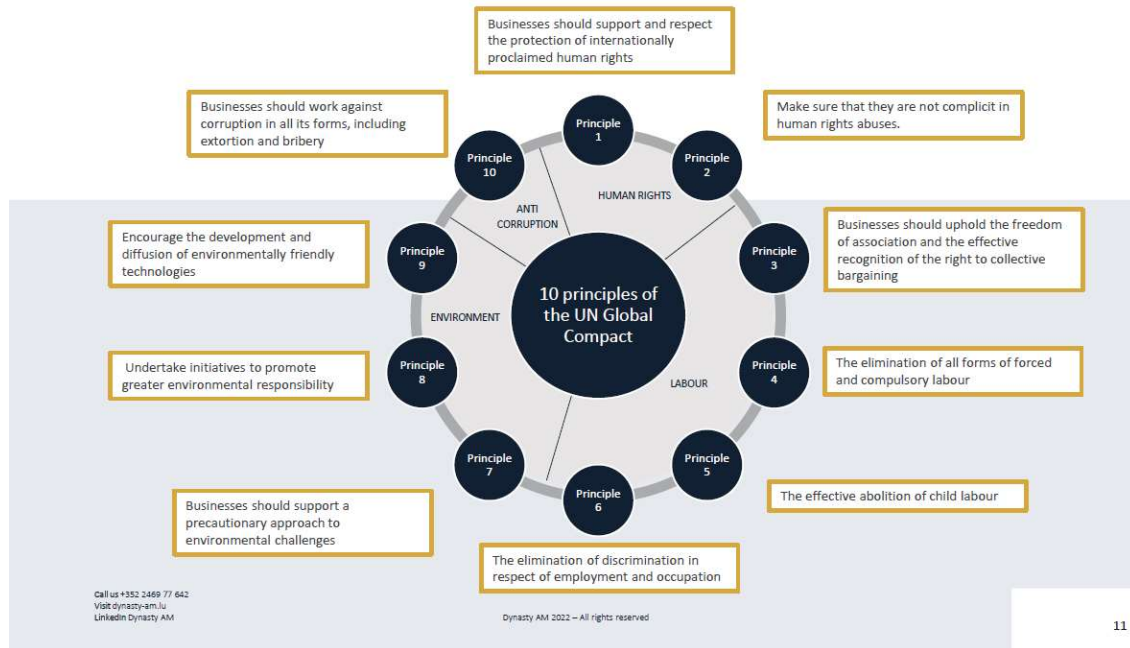 Businesses should support and respect
the protection of internationally
proclaimed human rights
Businesses should work against
corruption in all its forms, including
extortion and bribery
Make sure that they are not complicit in
human rights abuses.
Principle
1
Principle
10
Principle
2
HUMAN RIGHTS
ANTI
CORRUPTION
Encourage the development and
diffusion of environmentally friendly
technologies
Principle
9
Principle
3
Businesses should uphold the freedom
of association and the effective
recognition of the right to collective
bargaining
10 principles of
the UN Global
Compact
ENVIRONMENT
Undertake initiatives to promote
greater environmental responsibility
Principle
8
LABOUR
Principle
4
The elimination of all forms of forced
and compulsory labour
Principle
7
Principle
5
Businesses should support a
precautionary approach to
environmental challenges
Principle
6
The effective abolition of child labour
The elimination of discrimination in
respect of employment and occupation
Call us +352 2469 77 642
Visit dynasty-am.lu
LinkedIn Dynasty AM
Dynasty AM 2022 – All rights reserved
11